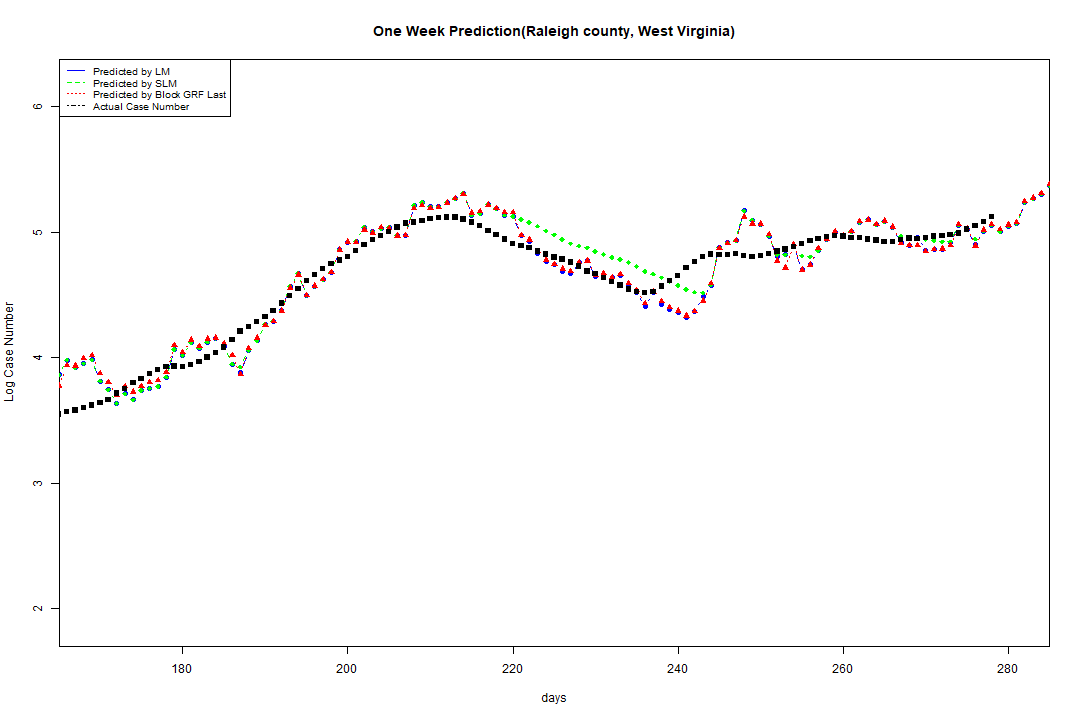 One Week Prediction(Raleigh county, West Virginia)
Predicted by LM
Predicted by SLM
Predicted by Block GRF Last
Actual Case Number
6
5
4
3
2
Log Case Number
180 200 220 240 260 280
days